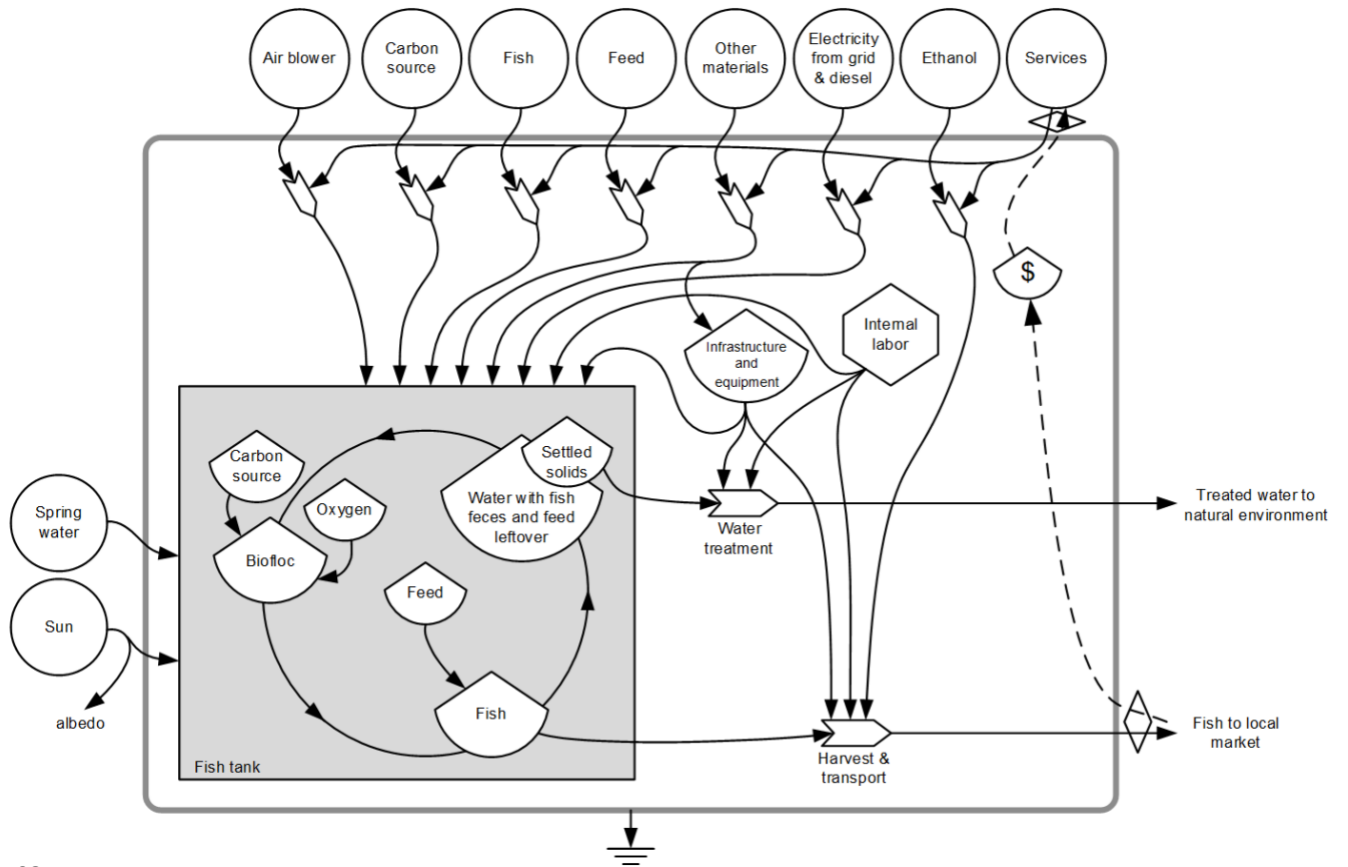 Air blower
Carbon
source
Fish
Feed
Other
materials
Electricity
from grid
& diesel
Ethanol
Services
$
Internal
labor
Infrastructure
and
equipment
Carbon
source
Oxygen
Biofloc
Settled
solids
Water with fish
feces and feed
leftover
Feed
Fish
Fish tank
Spring
water
Sun
albedo
Water
treatment
Treated water to
natural environment
Harvest &
transport
Fish to local
market